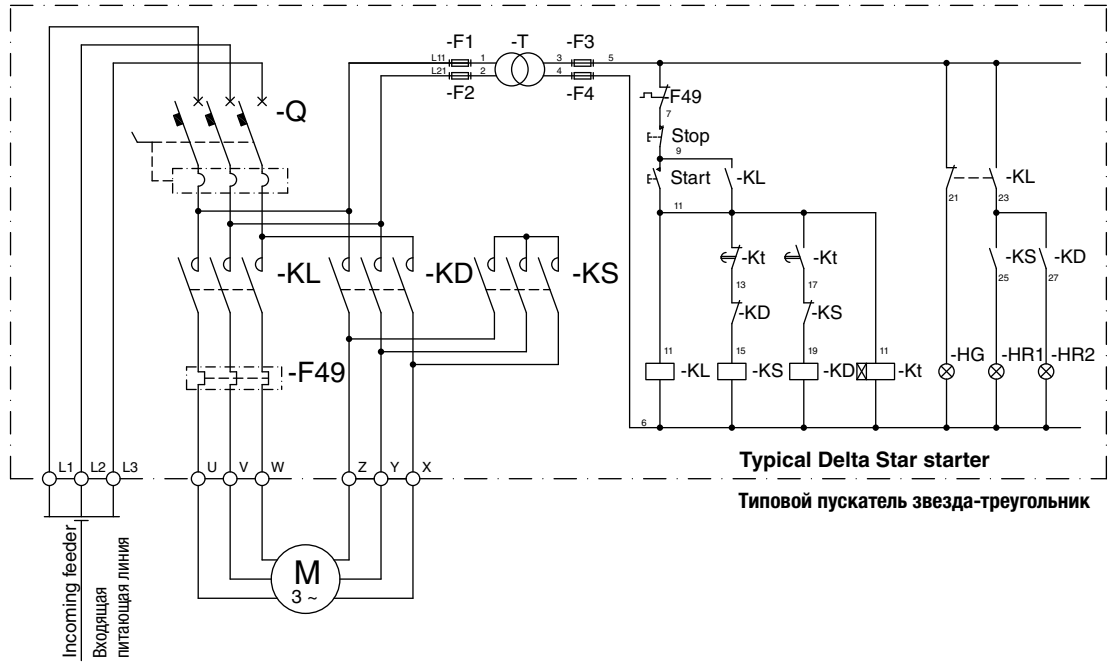 -F1 -T -F3
L11 1 3 5
L21 2 4
-F2 -F4
-Q
-F49
7
Stop
9
Start -KL -KL
11 21 23
-KL -KD -KS
-Kt -Kt -KS -KD
13 17 25 27
-KD -KS
11 15 19 11
-KL -KS -KD -Kt -HG -HR1 -HR2
-F49
6
Typical Delta Star starter
L1 L2 L3 U V W Z Y X
Типовой пускатель звезда-треугольник
M
3 ~
Incoming feeder
Входящая
питающая линия